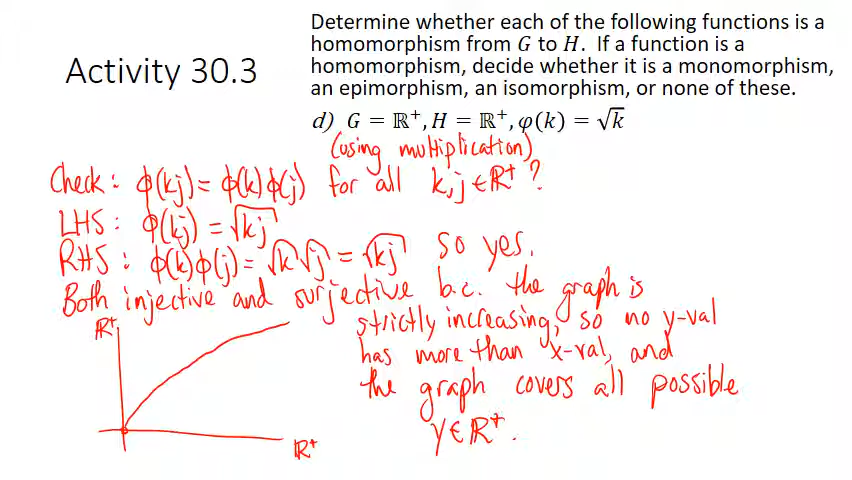 Activity 30.3
Determine whether each of the following functions is a
homomorphism from G to H. If a function is a
homomorphism, decide whether it is a monomorphism,
an epimorphism, an isomorphism, or none of these.
d) G = ℝ⁺, H = ℝ⁺, φ(k) = √k
(using multiplication)
Check: ϕ(kj) = ϕ(k)ϕ(j) for all k,j ∈ ℝ⁺?
LHS: ϕ(kj) = √kj
RHS: ϕ(k)ϕ(j) = √k√j = √kj so yes.
Both injective and surjective b.c. the graph is
strictly increasing, so no y-val
has more than x-val, and
the graph covers all possible
y ∈ ℝ⁺.
ℝ⁺
ℝ⁺